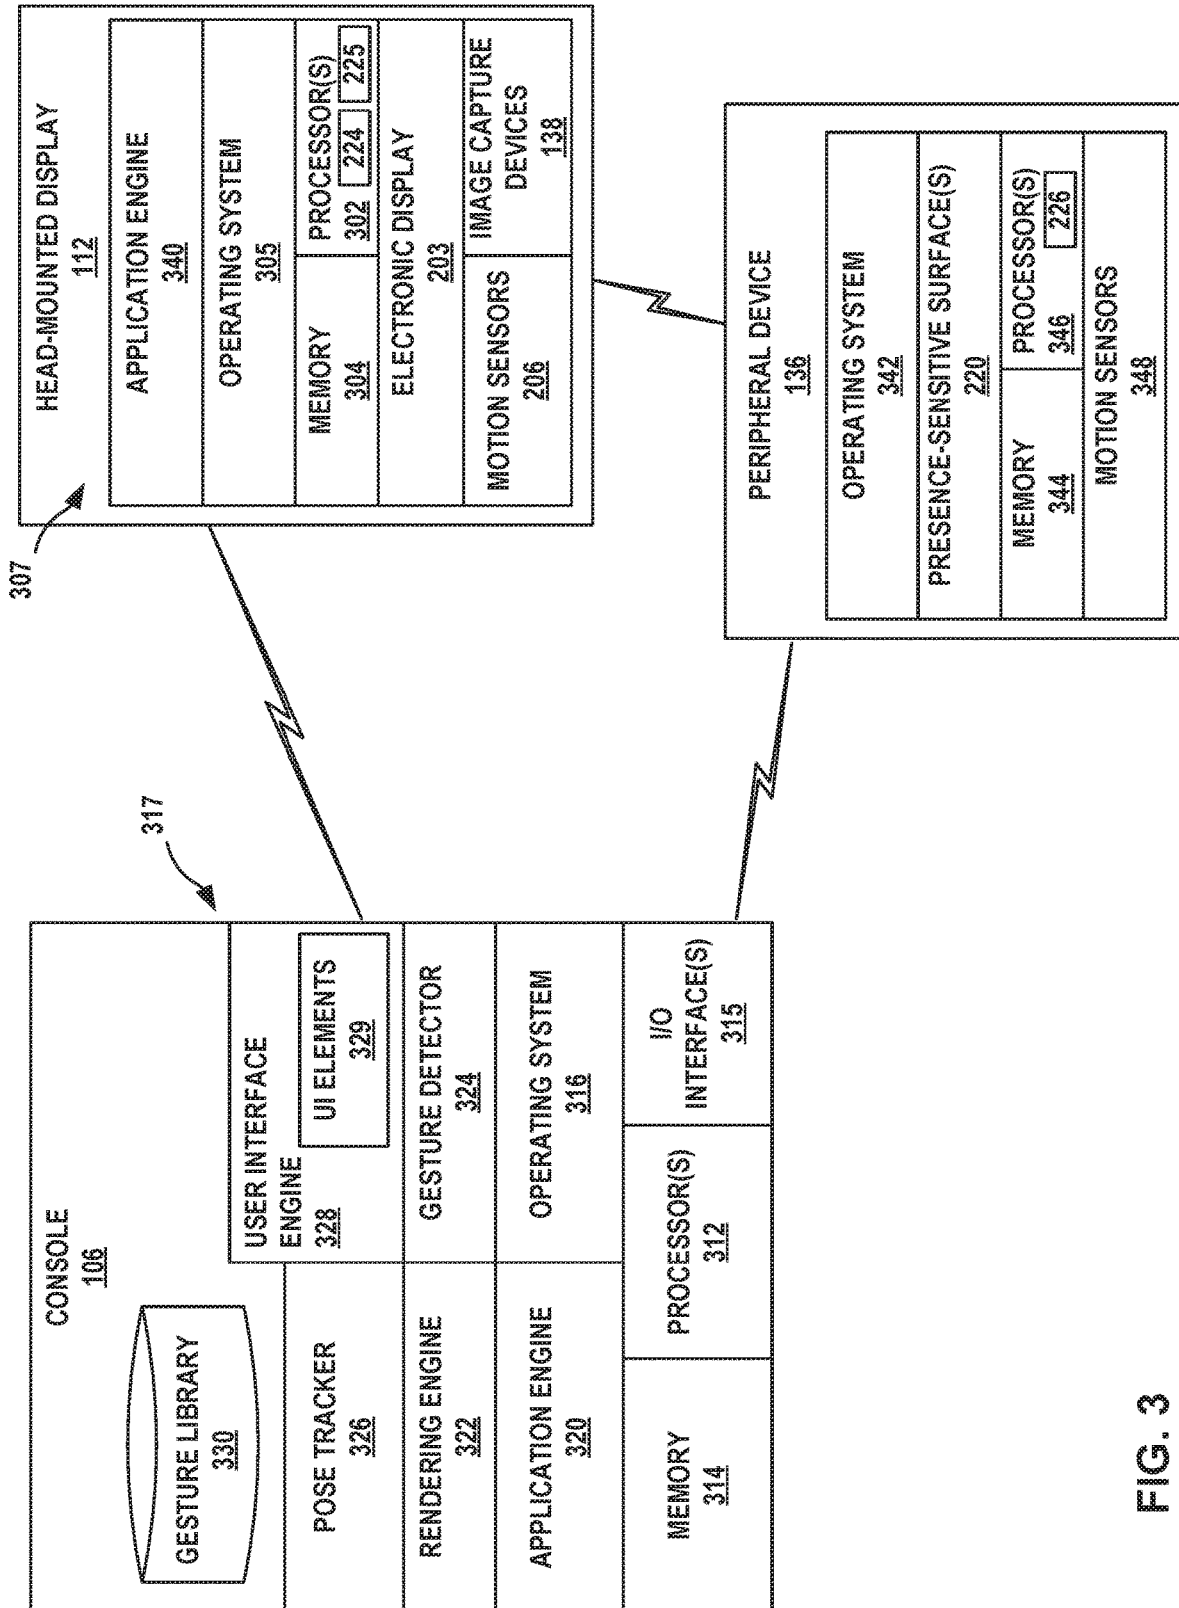 CONSOLE
106
GESTURE LIBRARY
330
USER INTERFACE
ENGINE
328
UI ELEMENTS
329
POSE TRACKER
326
RENDERING ENGINE
322
GESTURE DETECTOR
324
APPLICATION ENGINE
320
OPERATING SYSTEM
316
MEMORY
314
PROCESSOR(S)
312
I/O
INTERFACE(S)
315
317
307
HEAD-MOUNTED DISPLAY
112
APPLICATION ENGINE
340
OPERATING SYSTEM
305
MEMORY
304
PROCESSOR(S)
302
224
225
ELECTRONIC DISPLAY
203
MOTION SENSORS
206
IMAGE CAPTURE
DEVICES
138
PERIPHERAL DEVICE
136
OPERATING SYSTEM
342
PRESENCE-SENSITIVE SURFACE(S)
220
MEMORY
344
PROCESSOR(S)
346
226
MOTION SENSORS
348
FIG. 3